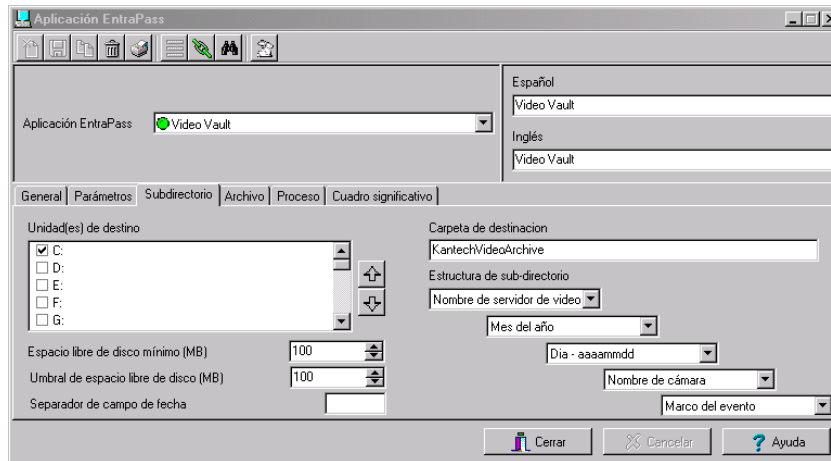 Aplicación EntraPass
Español
Video Vault
Aplicación EntraPass
Video Vault
Inglés
Video Vault
General
Parámetros
Subdirectorio
Archivo
Proceso
Cuadro significativo
Unidad(es) de destino
C:
D:
E:
F:
G:
Espacio libre de disco mínimo (MB)
100
Umbral de espacio libre de disco (MB)
100
Separador de campo de fecha
Carpeta de destinacion
KantechVideoArchive
Estructura de sub-directorio
Nombre de servidor de video
Mes del año
Dia - aaaammdd
Nombre de cámara
Marco del evento
Cerrar
Cancelar
Ayuda